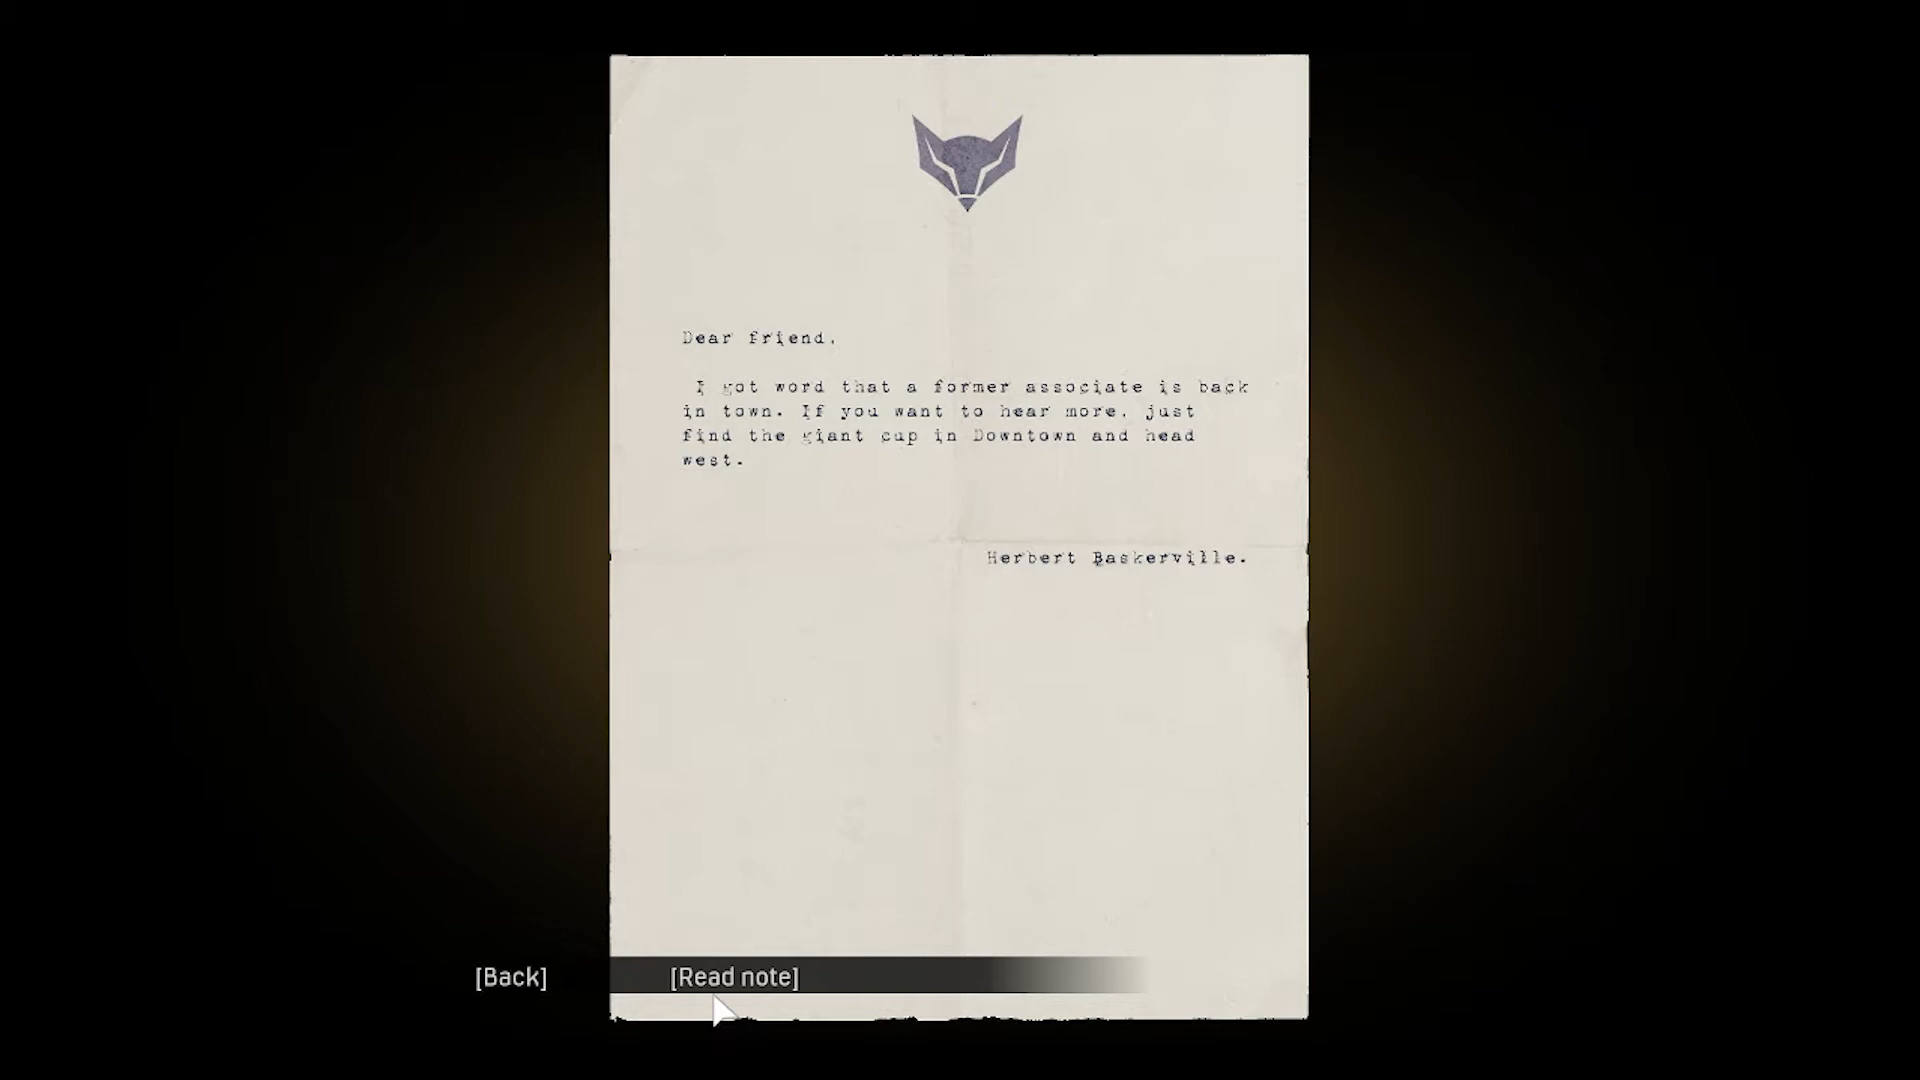 Dear friend,
I got word that a former associate is back
in town. If you want to hear more, just
find the giant cup in Downtown and head
west.
Herbert Baskerville.
[Back]
[Read note]